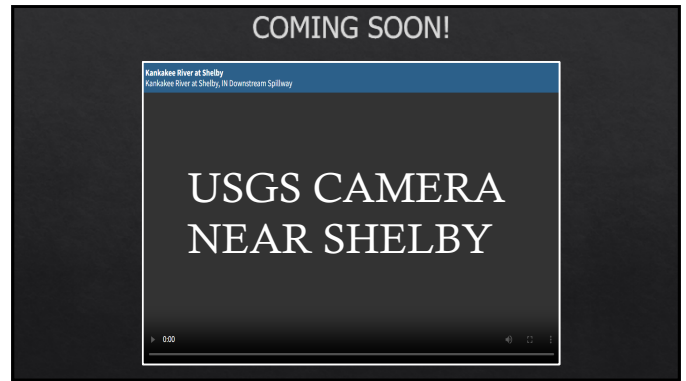 COMING SOON!
Kankakee River at Shelby
Kankakee River at Shelby, IN Downstream Spillway
USGS CAMERA
NEAR SHELBY
0:00